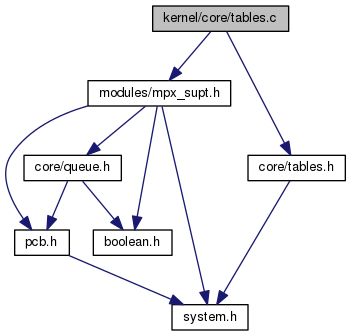 kernel/core/tables.c
modules/mpx_supt.h
core/queue.h
core/tables.h
pcb.h
boolean.h
system.h